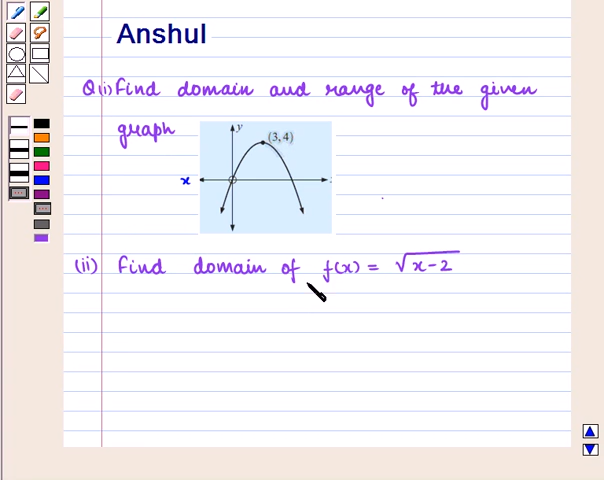 Anshul
Q(i) Find domain and range of the given
graph
y
(3, 4)
x
(ii) Find domain of f(x) = √x-2